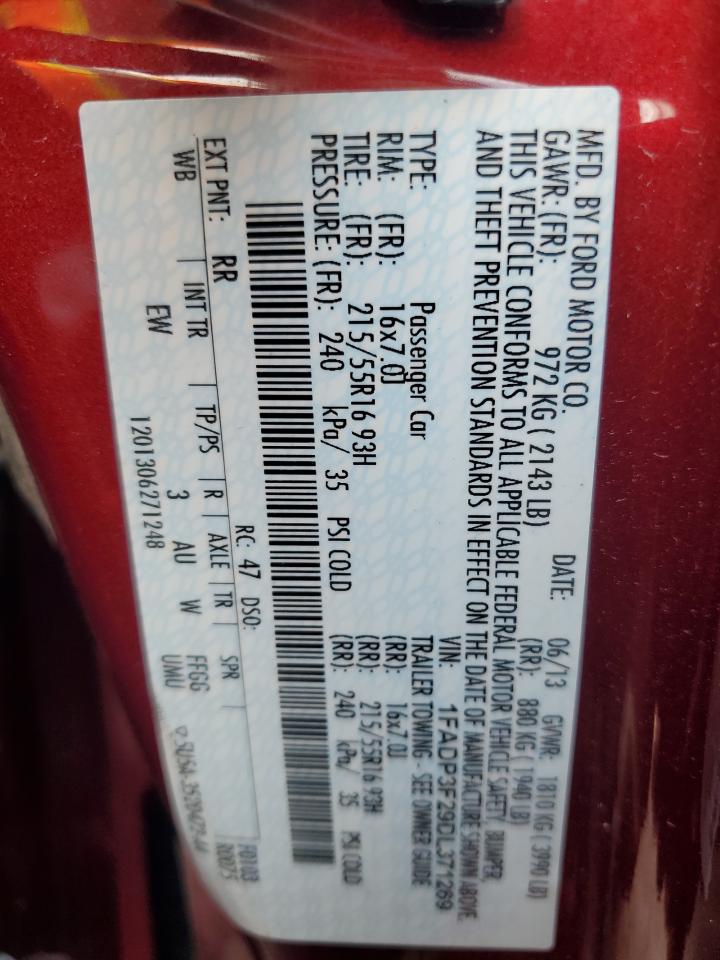 MFD. BY FORD MOTOR CO.
DATE: 06/13 GVWR: 1810 KG ( 3990 LB)
GAWR: (FR): 972 KG ( 2143 LB) (RR): 880 KG ( 1940 LB)
THIS VEHICLE CONFORMS TO ALL APPLICABLE FEDERAL MOTOR VEHICLE SAFETY, BUMPER,
AND THEFT PREVENTION STANDARDS IN EFFECT ON THE DATE OF MANUFACTURE SHOWN ABOVE.
VIN: 1FADP3F29DL371289
TYPE: Passenger Car TRAILER TOWING - SEE OWNER GUIDE
RIM: (FR): 16x7.0J (RR): 16x7.0J
TIRE: (FR): 215/55R16 93H (RR): 215/55R16 93H
PRESSURE: (FR): 240 kPa/ 35 PSI COLD (RR): 240 kPa/ 35 PSI COLD
EXT PNT: RR RC: 47 DSO: F0103
R0075
WB INT TR TP/PS R AXLE TR SPR
EW 3 AU W FFGG
UMU
1201306271248